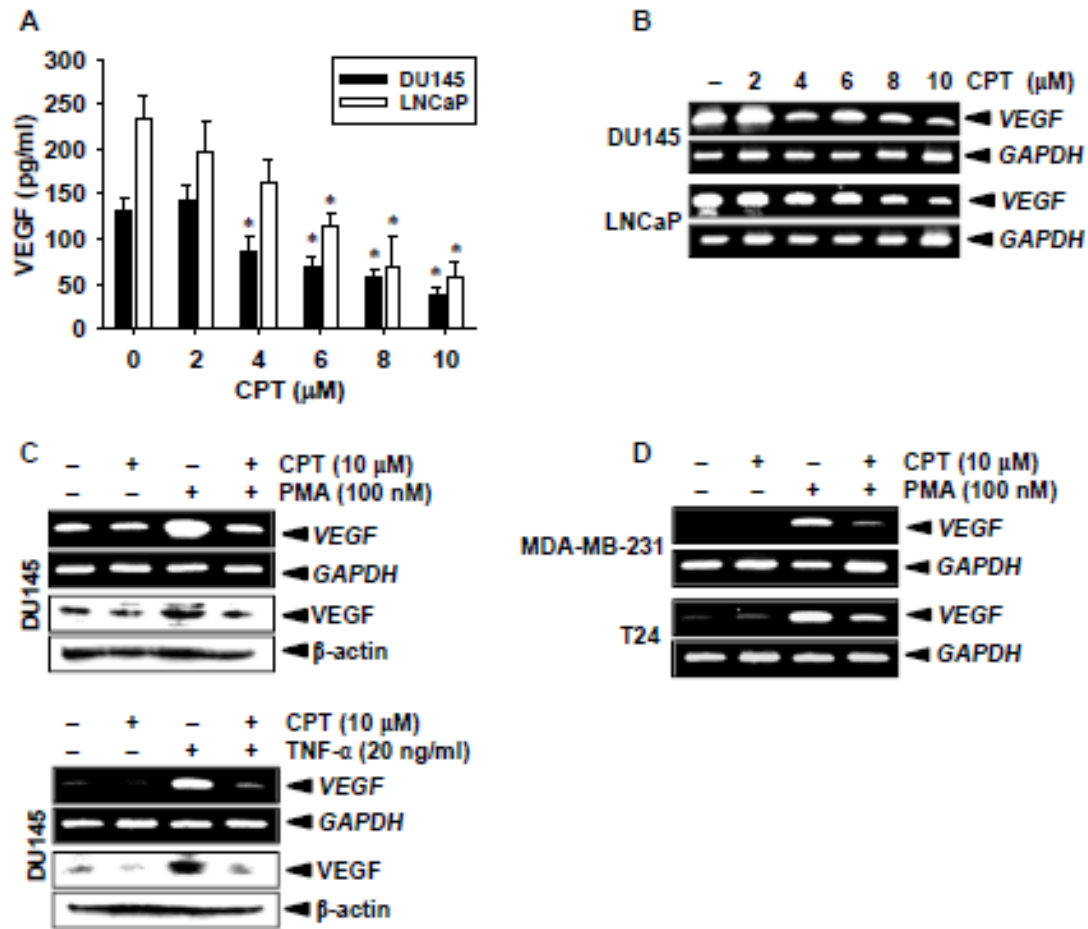 A
300
250
200
150
100
50
0
VEGF (pg/ml)
DU145
LNCaP
* * * * * * *
0 2 4 6 8 10
CPT (μM)
B
– 2 4 6 8 10 CPT (μM)
DU145
VEGF
GAPDH
LNCaP
VEGF
GAPDH
C
– + – + CPT (10 μM)
– – + + PMA (100 nM)
DU145
VEGF
GAPDH
VEGF
β-actin
– + – + CPT (10 μM)
– – + + TNF-α (20 ng/ml)
DU145
VEGF
GAPDH
VEGF
β-actin
D
– + – + CPT (10 μM)
– – + + PMA (100 nM)
MDA-MB-231
VEGF
GAPDH
T24
VEGF
GAPDH